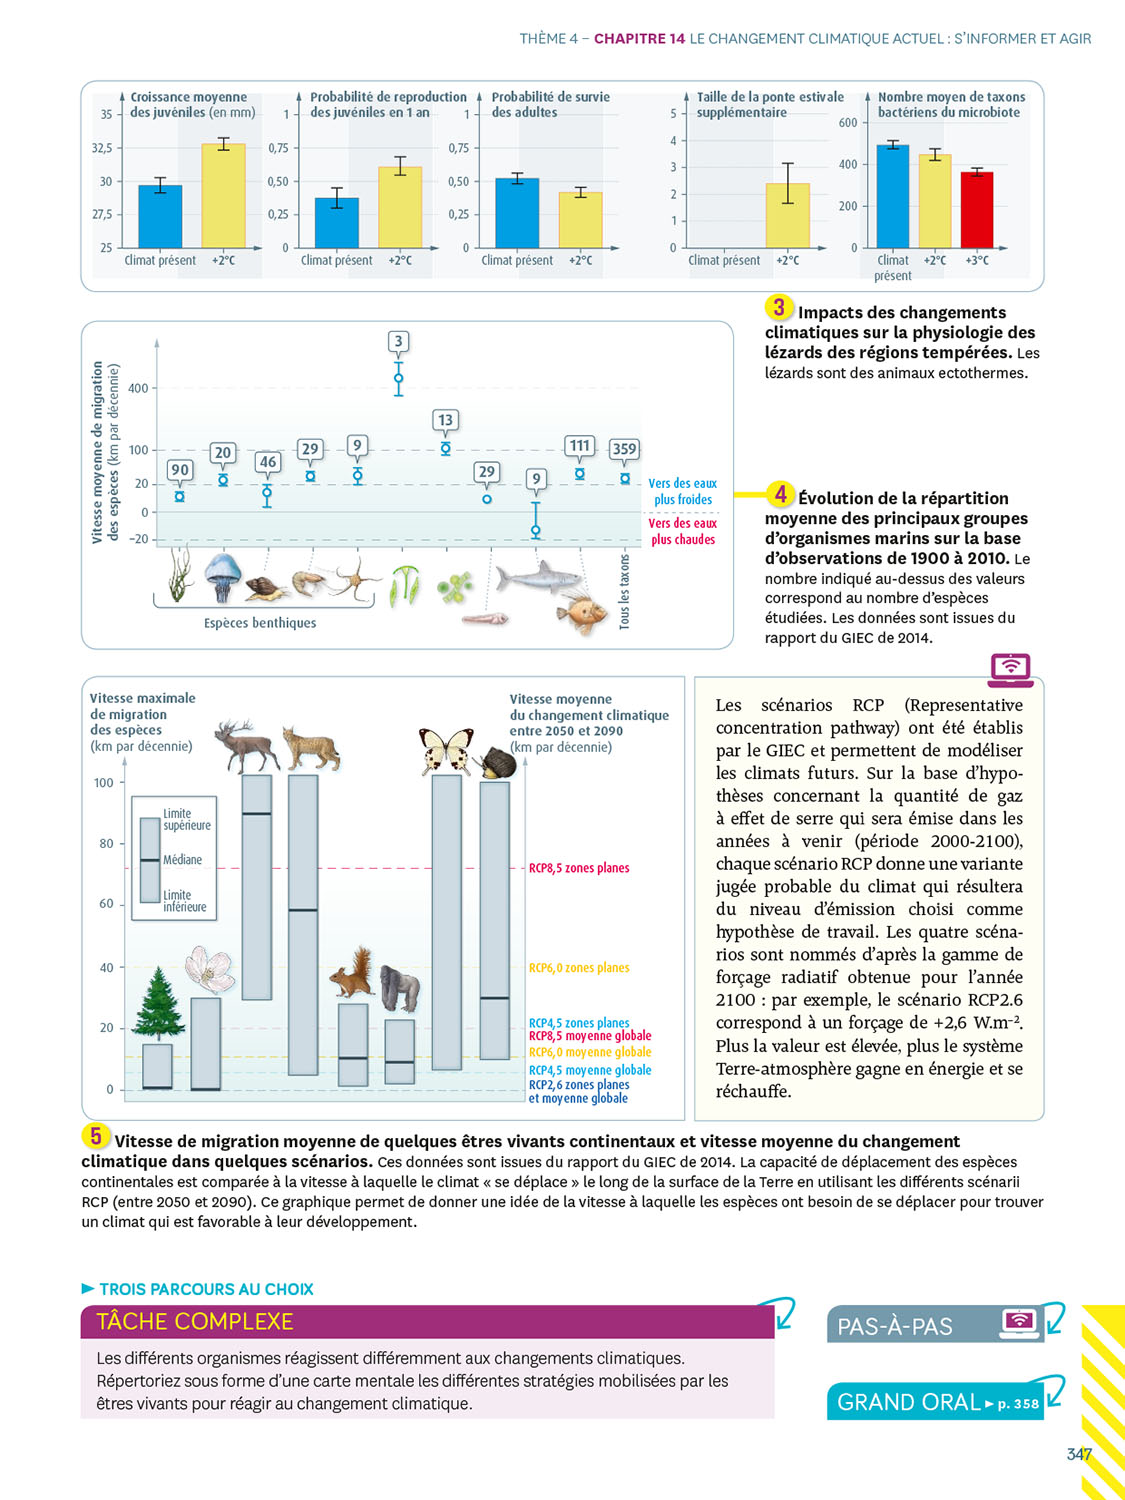 THÈME 4 – CHAPITRE 14 LE CHANGEMENT CLIMATIQUE ACTUEL : S'INFORMER ET AGIR
Croissance moyenne
des juvéniles (en mm)
35
32,5
30
27,5
25
Climat présent +2°C
Probabilité de reproduction
des juvéniles en 1 an
1
0,75
0,50
0,25
0
Climat présent +2°C
Probabilité de survie
des adultes
1
0,75
0,50
0,25
0
Climat présent +2°C
Taille de la ponte estivale
supplémentaire
5
4
3
2
1
0
Climat présent +2°C
Nombre moyen de taxons
bactériens du microbiote
600
400
200
0
Climat
présent
+2°C +3°C
3 Impacts des changements
climatiques sur la physiologie des
lézards des régions tempérées. Les
lézards sont des animaux ectothermes.
Vitesse moyenne de migration
des espèces (km par décennie)
400
100
20
0
–20
90
20
46
29
9
3
13
29
9
111
359
Vers des eaux
plus froides
Vers des eaux
plus chaudes
Espèces benthiques
Tous les taxons
4 Évolution de la répartition
moyenne des principaux groupes
d'organismes marins sur la base
d'observations de 1900 à 2010. Le
nombre indiqué au-dessus des valeurs
correspond au nombre d'espèces
étudiées. Les données sont issues du
rapport du GIEC de 2014.
Vitesse maximale
de migration
des espèces
(km par décennie)
100
80
60
40
20
0
Limite
supérieure
Médiane
Limite
inférieure
Vitesse moyenne
du changement climatique
entre 2050 et 2090
(km par décennie)
RCP8,5 zones planes
RCP6,0 zones planes
RCP4,5 zones planes
RCP8,5 moyenne globale
RCP6,0 moyenne globale
RCP4,5 moyenne globale
RCP2,6 zones planes
et moyenne globale
Les scénarios RCP (Representative
concentration pathway) ont été établis
par le GIEC et permettent de modéliser
les climats futurs. Sur la base d'hypo-
thèses concernant la quantité de gaz
à effet de serre qui sera émise dans les
années à venir (période 2000-2100),
chaque scénario RCP donne une variante
jugée probable du climat qui résultera
du niveau d'émission choisi comme
hypothèse de travail. Les quatre scéna-
rios sont nommés d'après la gamme de
forçage radiatif obtenue pour l'année
2100 : par exemple, le scénario RCP2.6
correspond à un forçage de +2,6 W.m⁻².
Plus la valeur est élevée, plus le système
Terre-atmosphère gagne en énergie et se
réchauffe.
5 Vitesse de migration moyenne de quelques êtres vivants continentaux et vitesse moyenne du changement
climatique dans quelques scénarios. Ces données sont issues du rapport du GIEC de 2014. La capacité de déplacement des espèces
continentales est comparée à la vitesse à laquelle le climat « se déplace » le long de la surface de la Terre en utilisant les différents scénarii
RCP (entre 2050 et 2090). Ce graphique permet de donner une idée de la vitesse à laquelle les espèces ont besoin de se déplacer pour trouver
un climat qui est favorable à leur développement.
► TROIS PARCOURS AU CHOIX
TÂCHE COMPLEXE
Les différents organismes réagissent différemment aux changements climatiques.
Répertoriez sous forme d'une carte mentale les différentes stratégies mobilisées par les
êtres vivants pour réagir au changement climatique.
PAS-À-PAS
GRAND ORAL ► p. 358
347